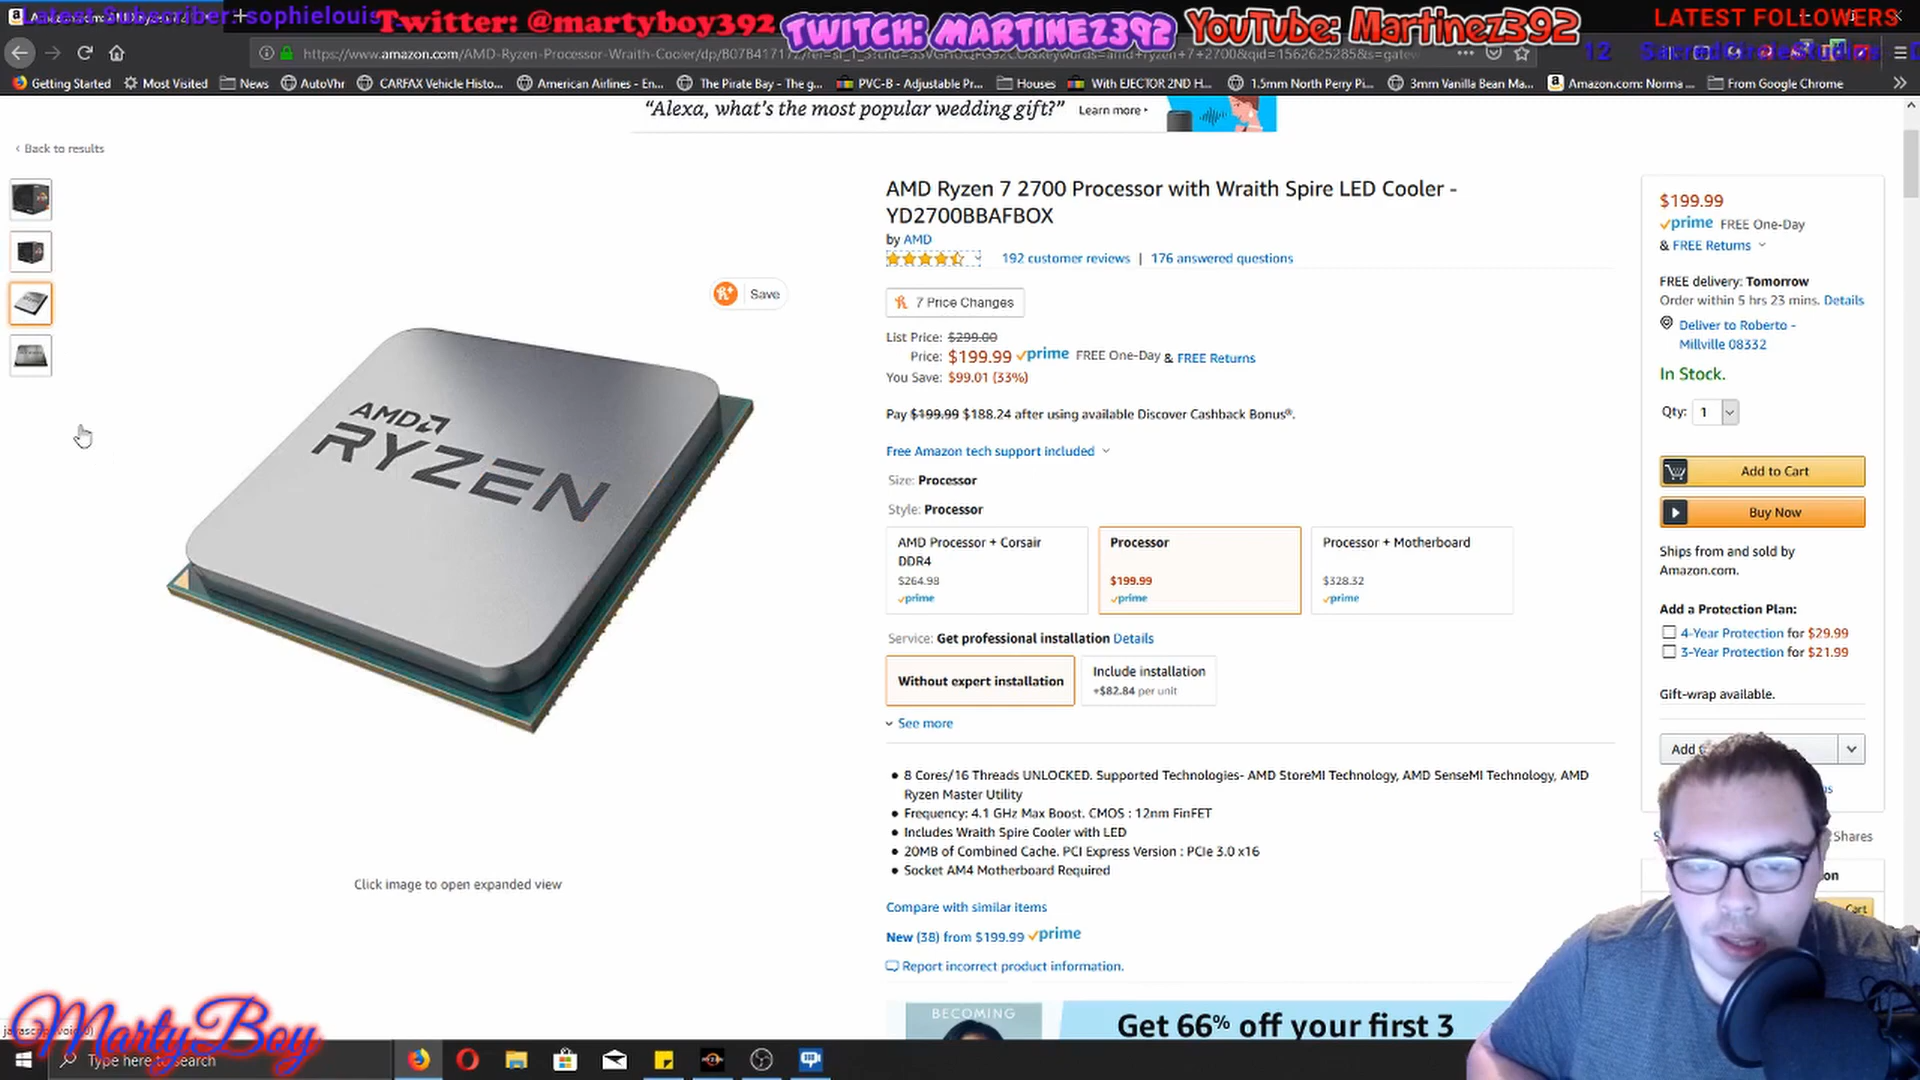 Latest Subscriber: sophielouis
Twitter: @martyboy392
TWITCH: MARTINEZ392
YouTube: Martinez392
LATEST FOLLOWERS
12 SacredCircleStudios
Getting Started
Most Visited
News
AutoVhr
CARFAX Vehicle Histo...
American Airlines - En...
The Pirate Bay - The g...
PVC-B - Adjustable Pr...
Houses
With EJECTOR 2ND H...
1.5mm North Perry Pi...
3mm Vanilla Bean Ma...
Amazon.com: Norma ...
From Google Chrome
“Alexa, what's the most popular wedding gift?”
Learn more
Back to results
Save
AMD
RYZEN
Click image to open expanded view
AMD Ryzen 7 2700 Processor with Wraith Spire LED Cooler -
YD2700BBAFBOX
by AMD
192 customer reviews | 176 answered questions
7 Price Changes
List Price: $299.00
Price: $199.99 prime FREE One-Day & FREE Returns
You Save: $99.01 (33%)
Pay $199.99 $188.24 after using available Discover Cashback Bonus®.
Free Amazon tech support included
Size: Processor
Style: Processor
AMD Processor + Corsair
DDR4
$264.98
prime
Processor
$199.99
prime
Processor + Motherboard
$328.32
prime
Service: Get professional installation Details
Without expert installation
Include installation
+$82.84 per unit
See more
8 Cores/16 Threads UNLOCKED. Supported Technologies- AMD StoreMI Technology, AMD SenseMI Technology, AMD
Ryzen Master Utility
Frequency: 4.1 GHz Max Boost. CMOS : 12nm FinFET
Includes Wraith Spire Cooler with LED
20MB of Combined Cache. PCI Express Version : PCIe 3.0 x16
Socket AM4 Motherboard Required
Compare with similar items
New (38) from $199.99 prime
Report incorrect product information.
BECOMING
Get 66% off your first 3
$199.99
prime FREE One-Day
& FREE Returns
FREE delivery: Tomorrow
Order within 5 hrs 23 mins. Details
Deliver to Roberto -
Millville 08332
In Stock.
Qty: 1
Add to Cart
Buy Now
Ships from and sold by
Amazon.com.
Add a Protection Plan:
4-Year Protection for $29.99
3-Year Protection for $21.99
Gift-wrap available.
Add
Shares
Cart
MartyBoy
Type here to search